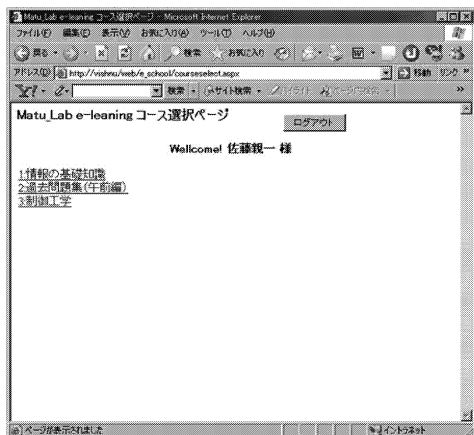 Matu_Lab e-leaning コース選択ページ - Microsoft Internet Explorer
ファイル(F) 編集(E) 表示(V) お気に入り(A) ツール(T) ヘルプ(H)
戻る 検索 お気に入り
アドレス(D) http://vishnu/web/e_school/courseselect.aspx 移動 リンク »
Y! 検索 サイト検索 »
Matu_Lab e-leaning コース選択ページ ログアウト
Wellcome! 佐藤親一 様
1:情報の基礎知識
2:過去問題集(午前編)
3:制御工学
ページが表示されました イントラネット